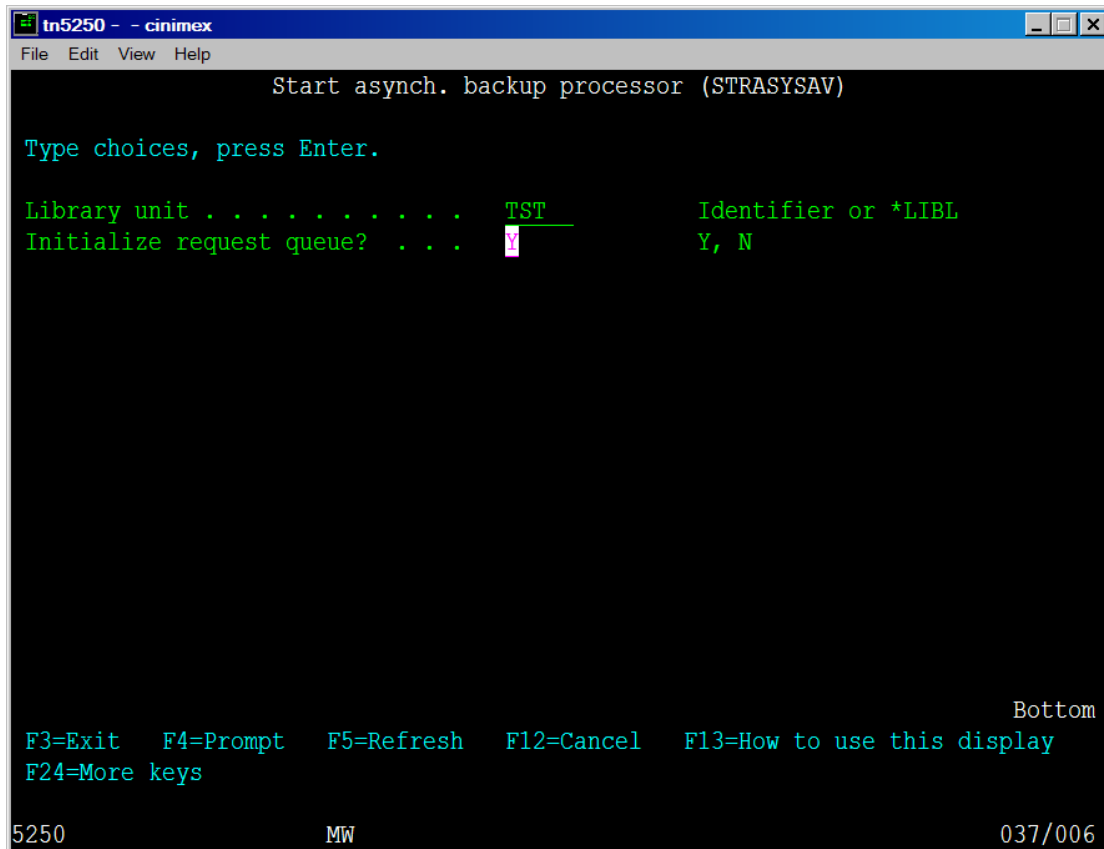 tn5250 - - cinimex
File Edit View Help
Start asynch. backup processor (STRASYSAV)
Type choices, press Enter.
Library unit . . . . . . . . . . TST Identifier or *LIBL
Initialize request queue? . . . Y Y, N
Bottom
F3=Exit F4=Prompt F5=Refresh F12=Cancel F13=How to use this display
F24=More keys
5250 MW 037/006